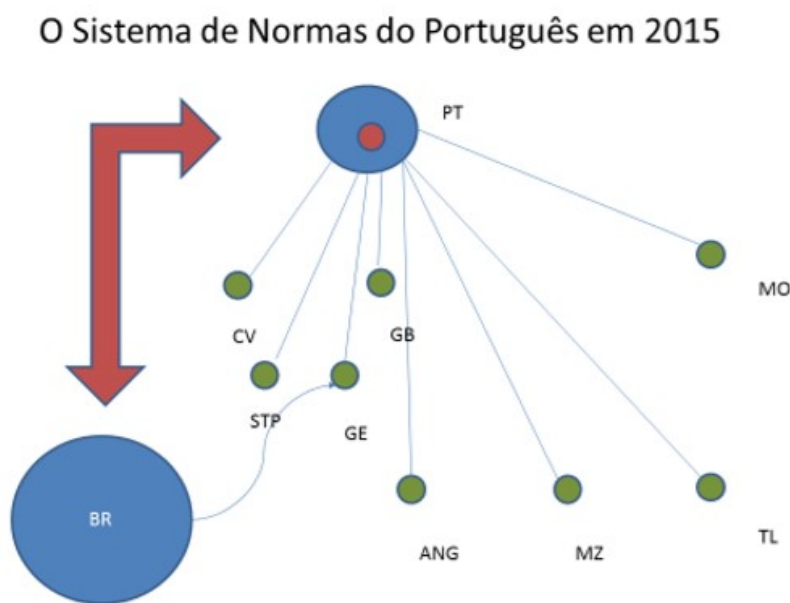 O Sistema de Normas do Português em 2015
PT
MO
CV
GB
STP
GE
BR
ANG
MZ
TL